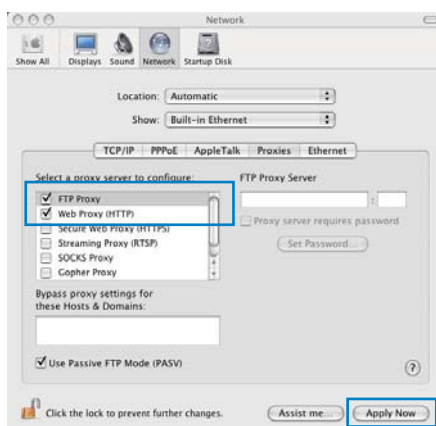 Network
Show All Displays Sound Network Startup Disk
Location: Automatic
Show: Built-in Ethernet
TCP/IP PPPoE AppleTalk Proxies Ethernet
Select a proxy server to configure:
FTP Proxy
Web Proxy (HTTP)
Secure Web Proxy (HTTPS)
Streaming Proxy (RTSP)
SOCKS Proxy
Gopher Proxy
FTP Proxy Server
:
Proxy server requires password
Set Password...
Bypass proxy settings for
these Hosts & Domains:
Use Passive FTP Mode (PASV)
?
Click the lock to prevent further changes.
Assist me...
Apply Now